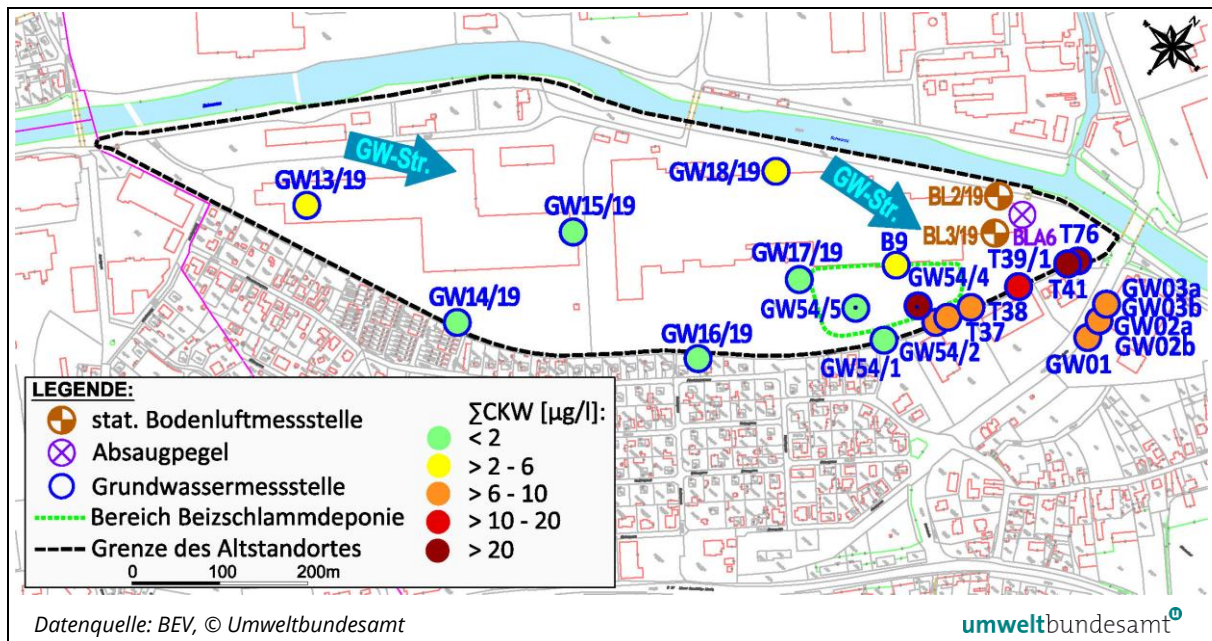 N
GW-Str.
GW13/19
GW18/19
GW-Str.
BL2/19
GW15/19
BL3/19
BLA6
T76
B9
T39/1
GW17/19
GW54/4
T41
GW03a
GW03b
GW54/5
T38
GW02a
GW14/19
T37
GW02b
GW16/19
GW54/2
GW01
GW54/1
LEGENDE:
stat. Bodenluftmessstelle
Absaugpegel
Grundwassermessstelle
Bereich Beizschlammdeponie
Grenze des Altstandortes
0 100 200m
∑CKW [µg/l]:
< 2
> 2 - 6
> 6 - 10
> 10 - 20
> 20
Datenquelle: BEV, © Umweltbundesamt
umweltbundesamt
u